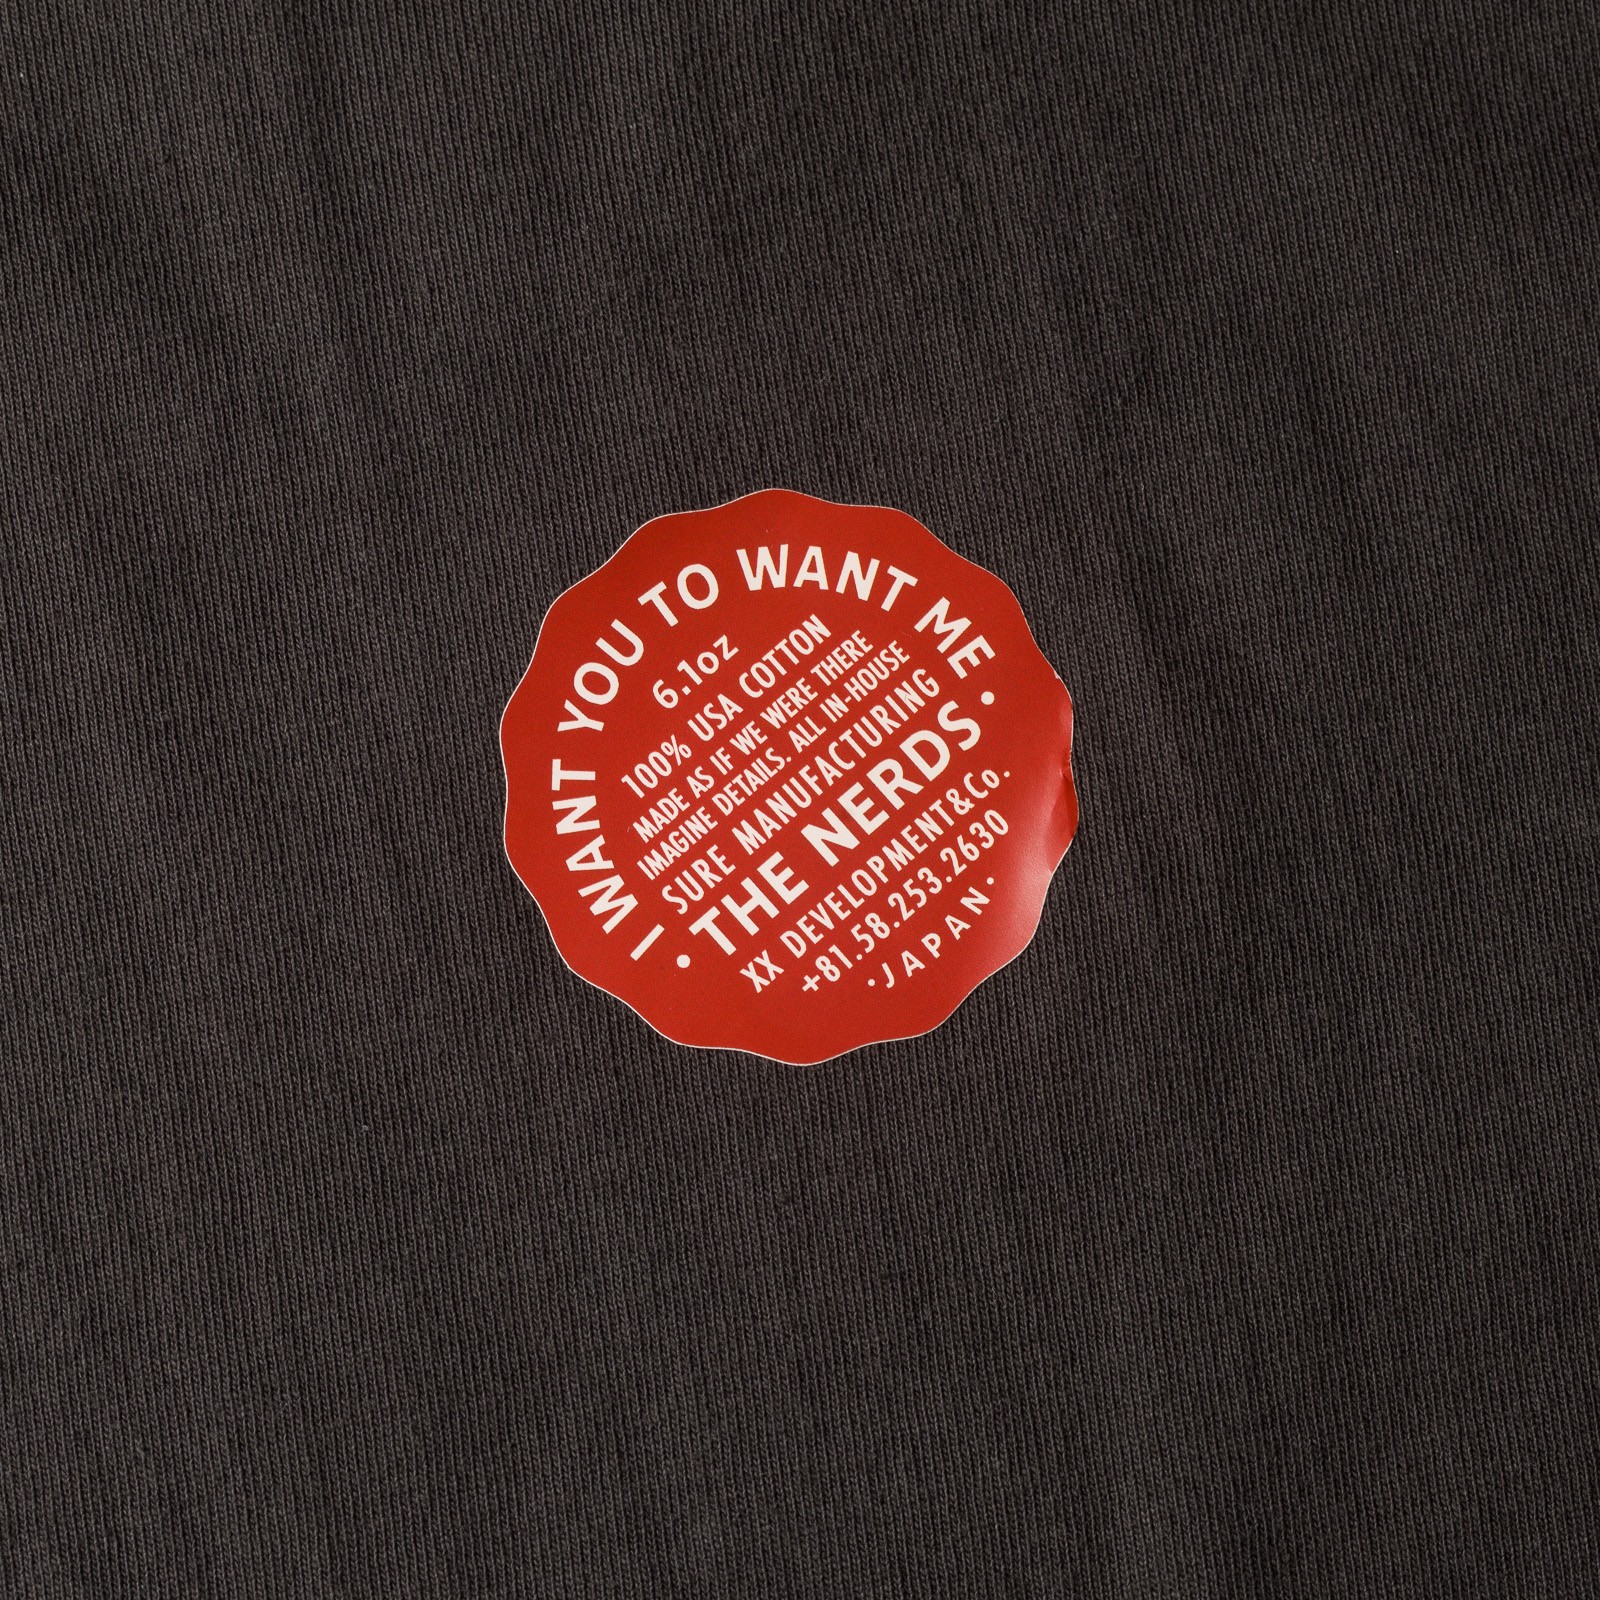 I WANT YOU TO WANT ME
6.1oz
100% USA COTTON
MADE AS IF WE WERE THERE
IMAGINE DETAILS. ALL IN-HOUSE
SURE MANUFACTURING
• THE NERDS •
XX DEVELOPMENT&Co.
+81.58.253.2630
•JAPAN•